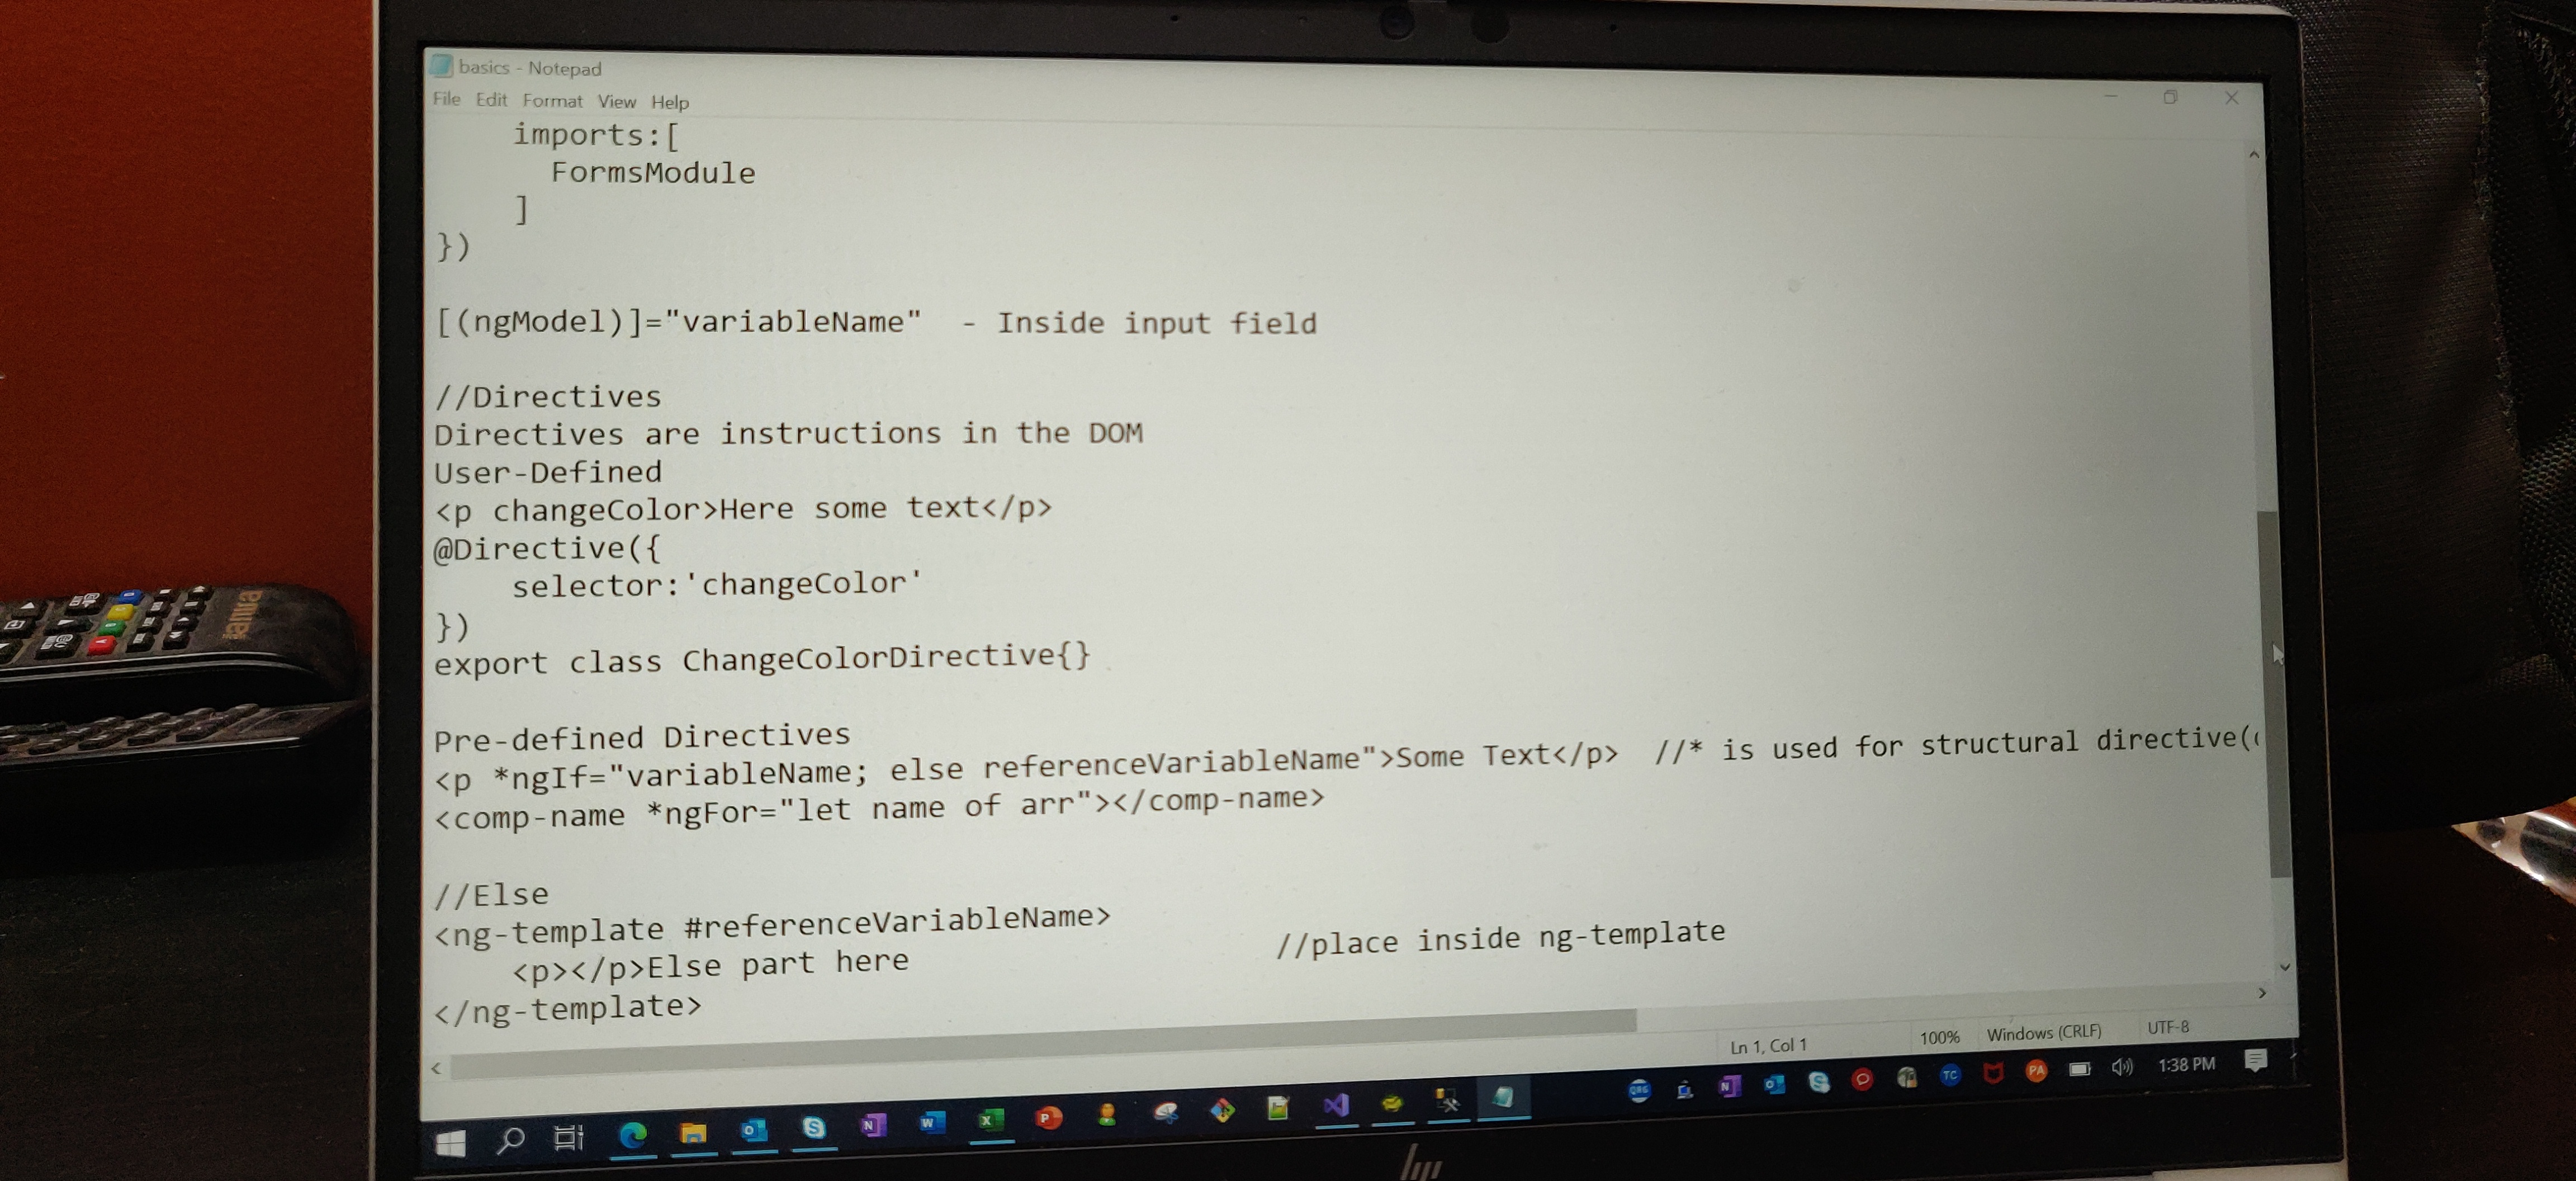 basics - Notepad
File Edit Format View Help
    imports:[
      FormsModule
    ]
})

[(ngModel)]="variableName"  - Inside input field

//Directives
Directives are instructions in the DOM
User-Defined
<p changeColor>Here some text</p>
@Directive({
    selector:'changeColor'
})
export class ChangeColorDirective{}

Pre-defined Directives
<p *ngIf="variableName; else referenceVariableName">Some Text</p>  //* is used for structural directive(
<comp-name *ngFor="let name of arr"></comp-name>

//Else
<ng-template #referenceVariableName>
    <p></p>Else part here                   //place inside ng-template
</ng-template>
Ln 1, Col 1 100% Windows (CRLF) UTF-8
1:38 PM
hp